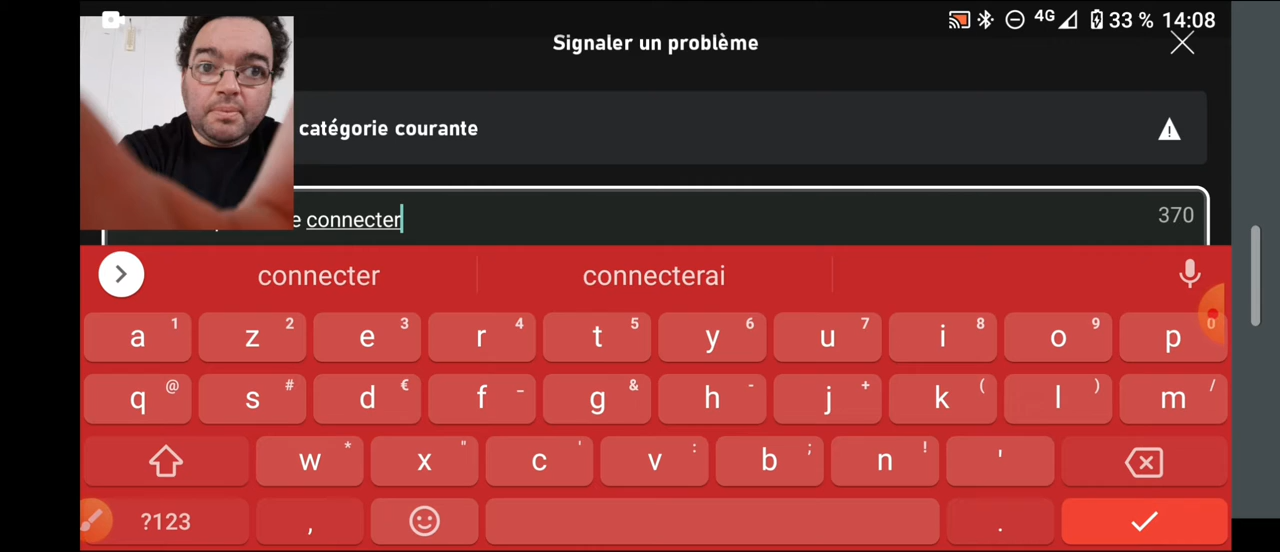 4G 33 % 14:08
Signaler un problème
catégorie courante
e connecter 370
connecter connecterai
a 1 z 2 e 3 r 4 t 5 y 6 u 7 i 8 o 9 p 0
q @ s # d € f _ g & h - j + k ( l ) m /
w * x " c ' v : b ; n ! '
?123 , .